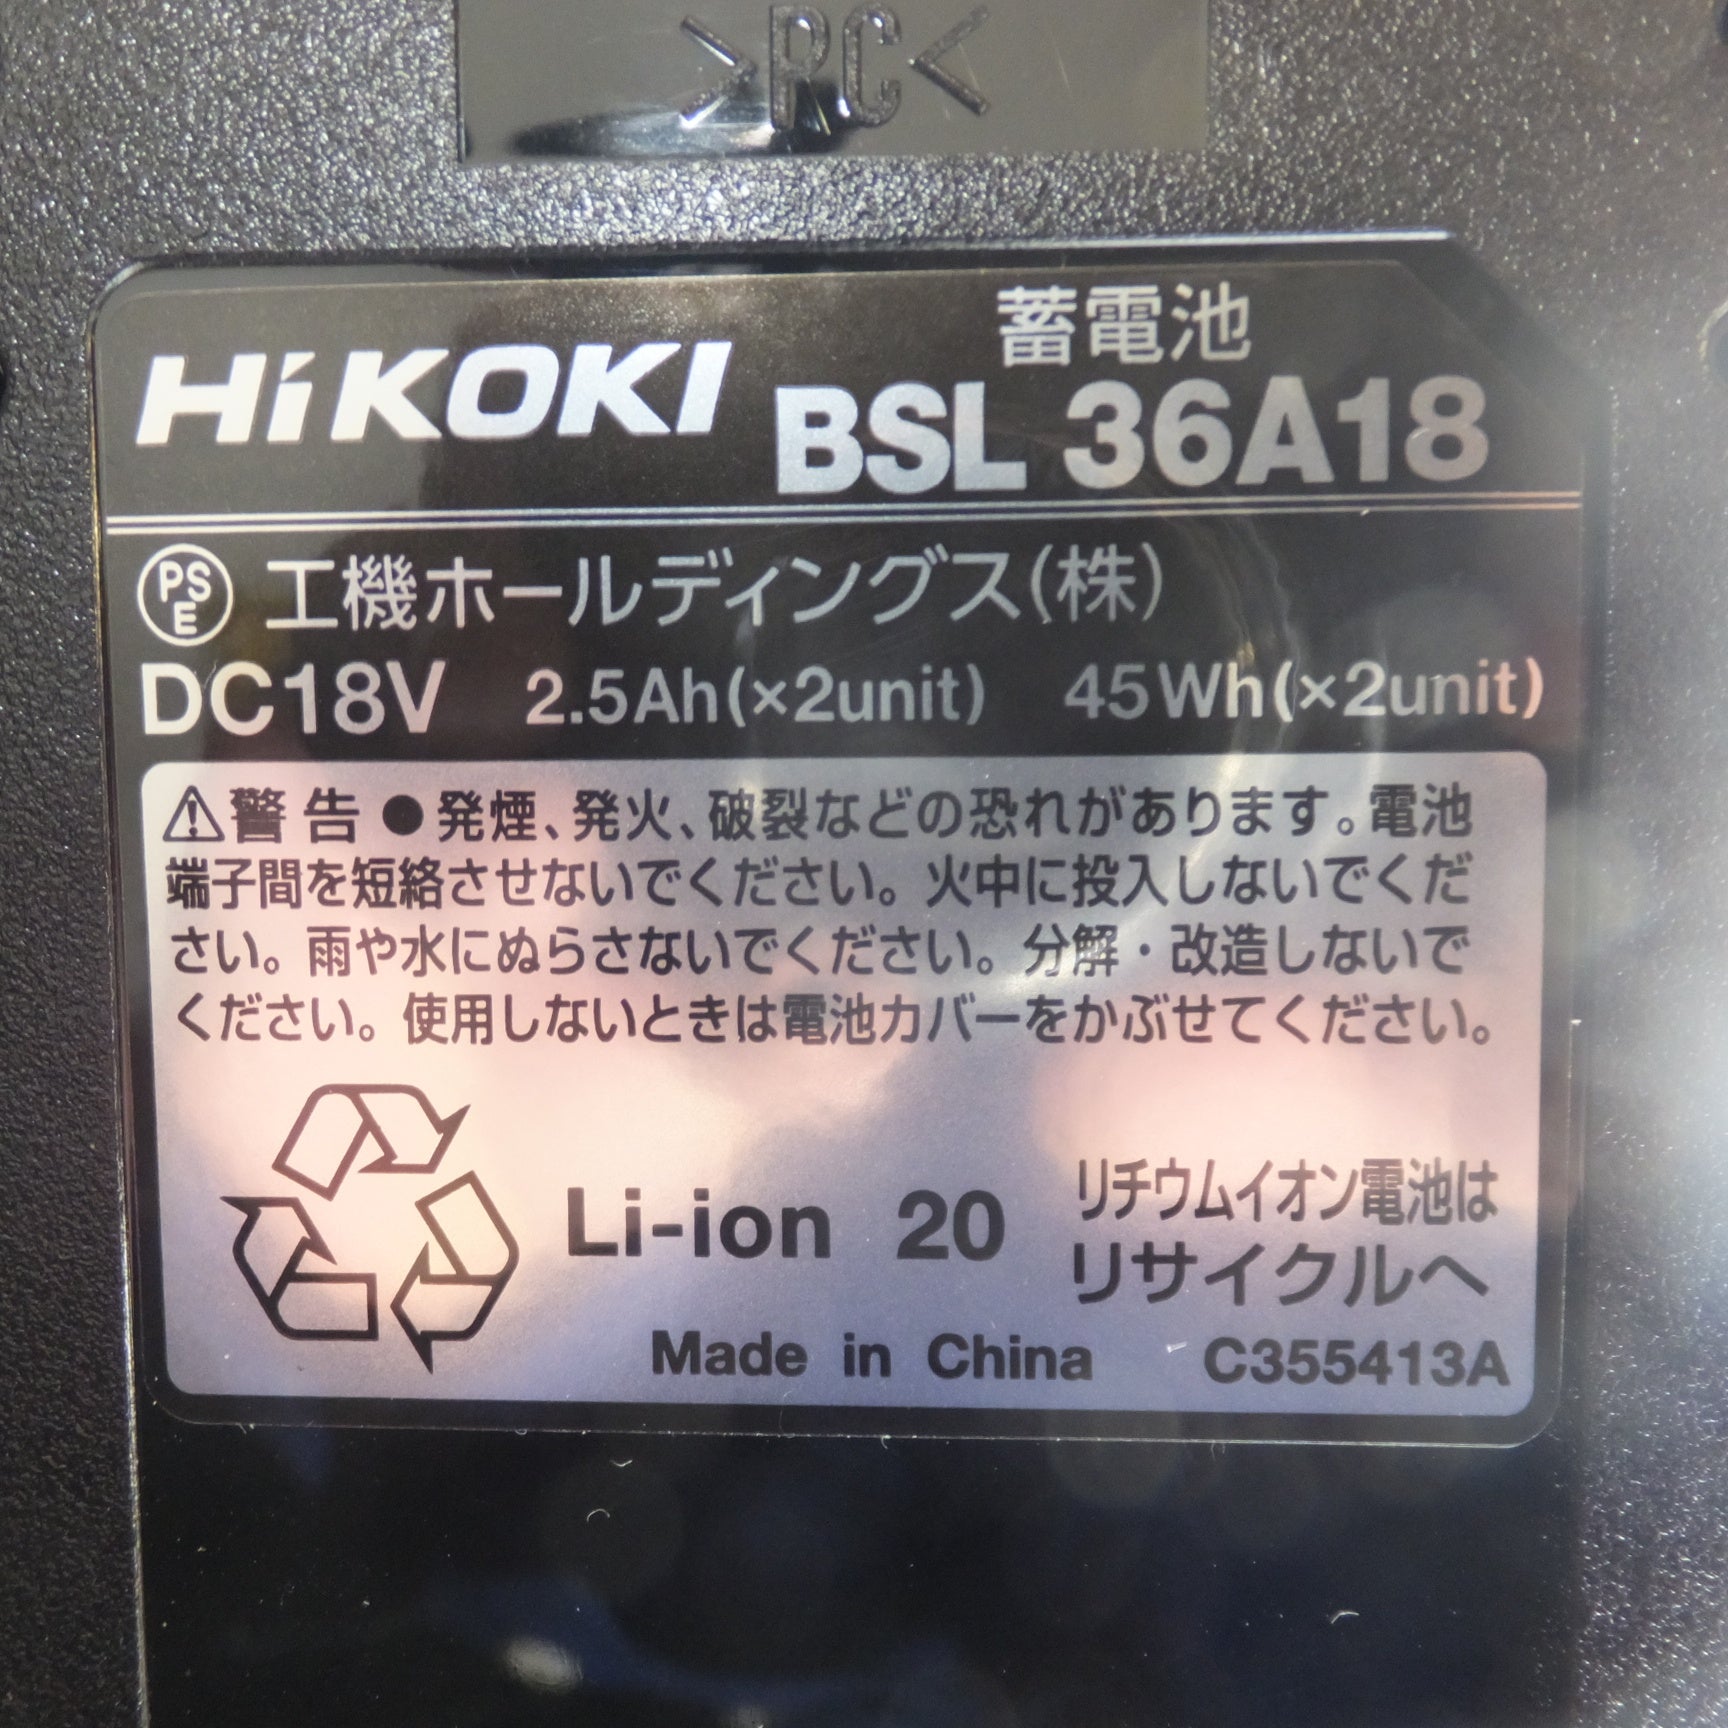 >PC<
蓄電池
HiKOKI BSL 36A18
PSE 工機ホールディングス(株)
DC18V 2.5Ah(×2unit) 45Wh(×2unit)
⚠警告 ●発煙、発火、破裂などの恐れがあります。電池
端子間を短絡させないでください。火中に投入しないでくだ
さい。雨や水にぬらさないでください。分解・改造しないで
ください。使用しないときは電池カバーをかぶせてください。
Li-ion 20
リチウムイオン電池は
リサイクルへ
Made in China C355413A